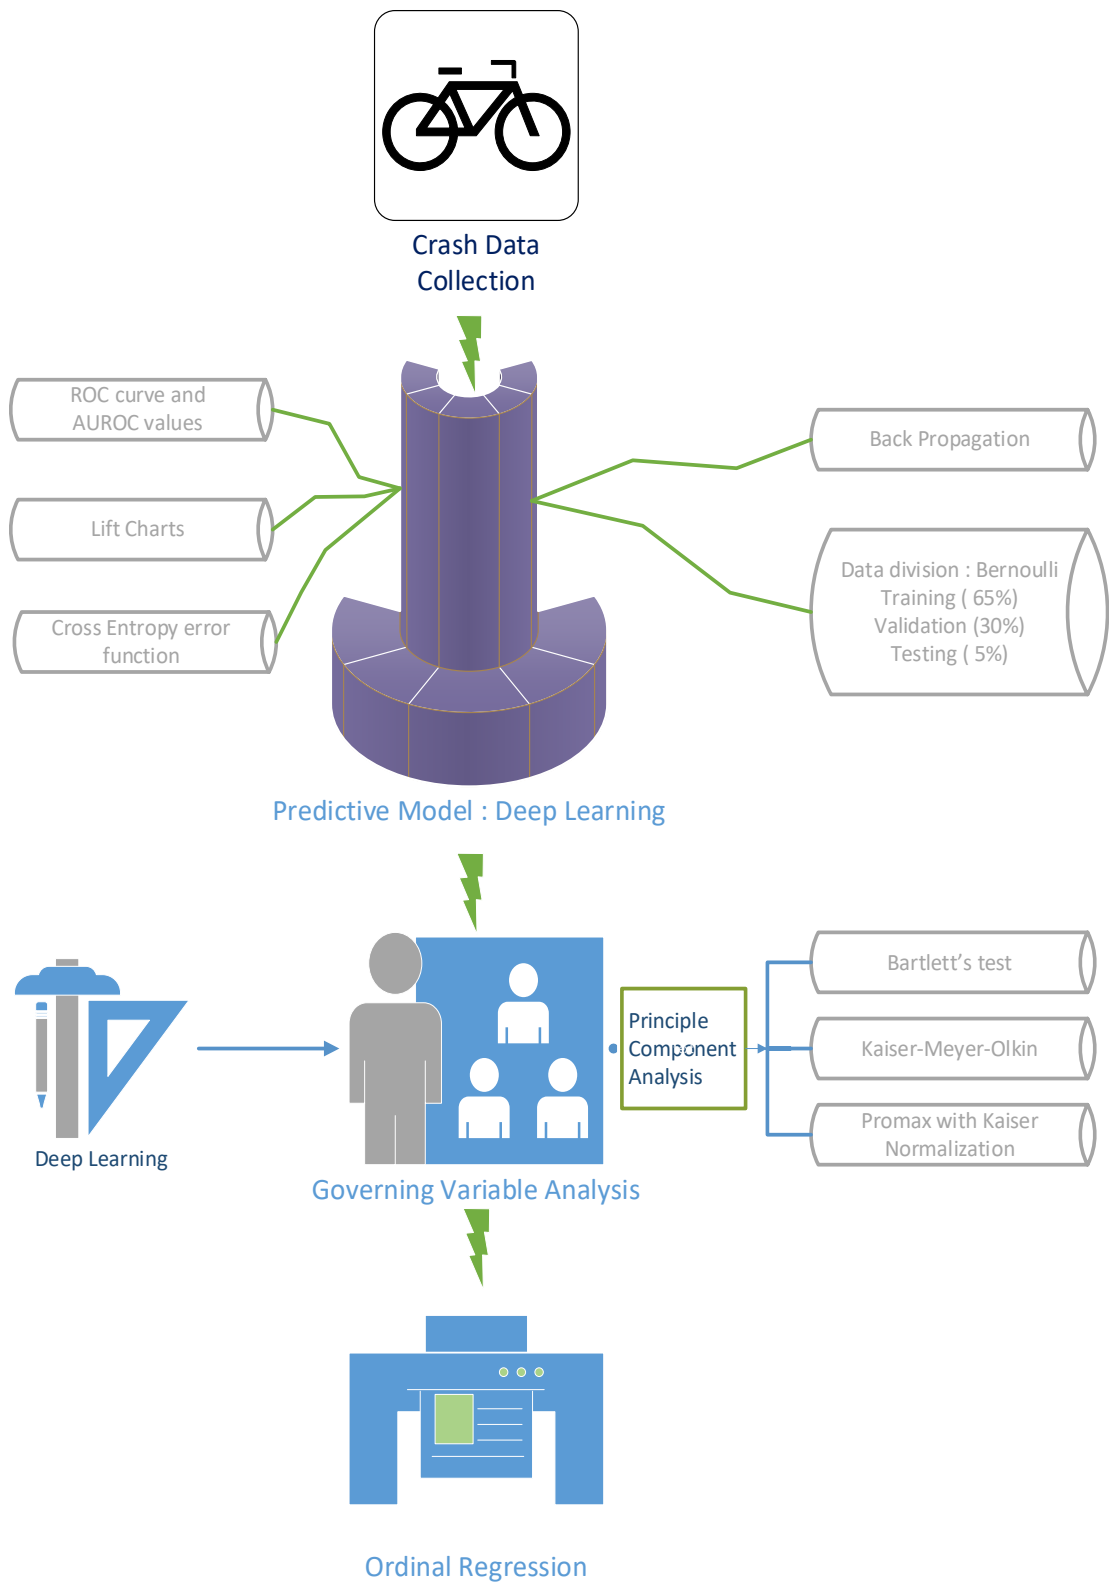 Crash Data
Collection
ROC curve and
AUROC values
Lift Charts
Cross Entropy error
function
Back Propagation
Data division : Bernoulli
Training ( 65%)
Validation (30%)
Testing ( 5%)
Predictive Model : Deep Learning
Deep Learning
Governing Variable Analysis
Principle
Component
Analysis
Bartlett’s test
Kaiser-Meyer-Olkin
Promax with Kaiser
Normalization
Ordinal Regression